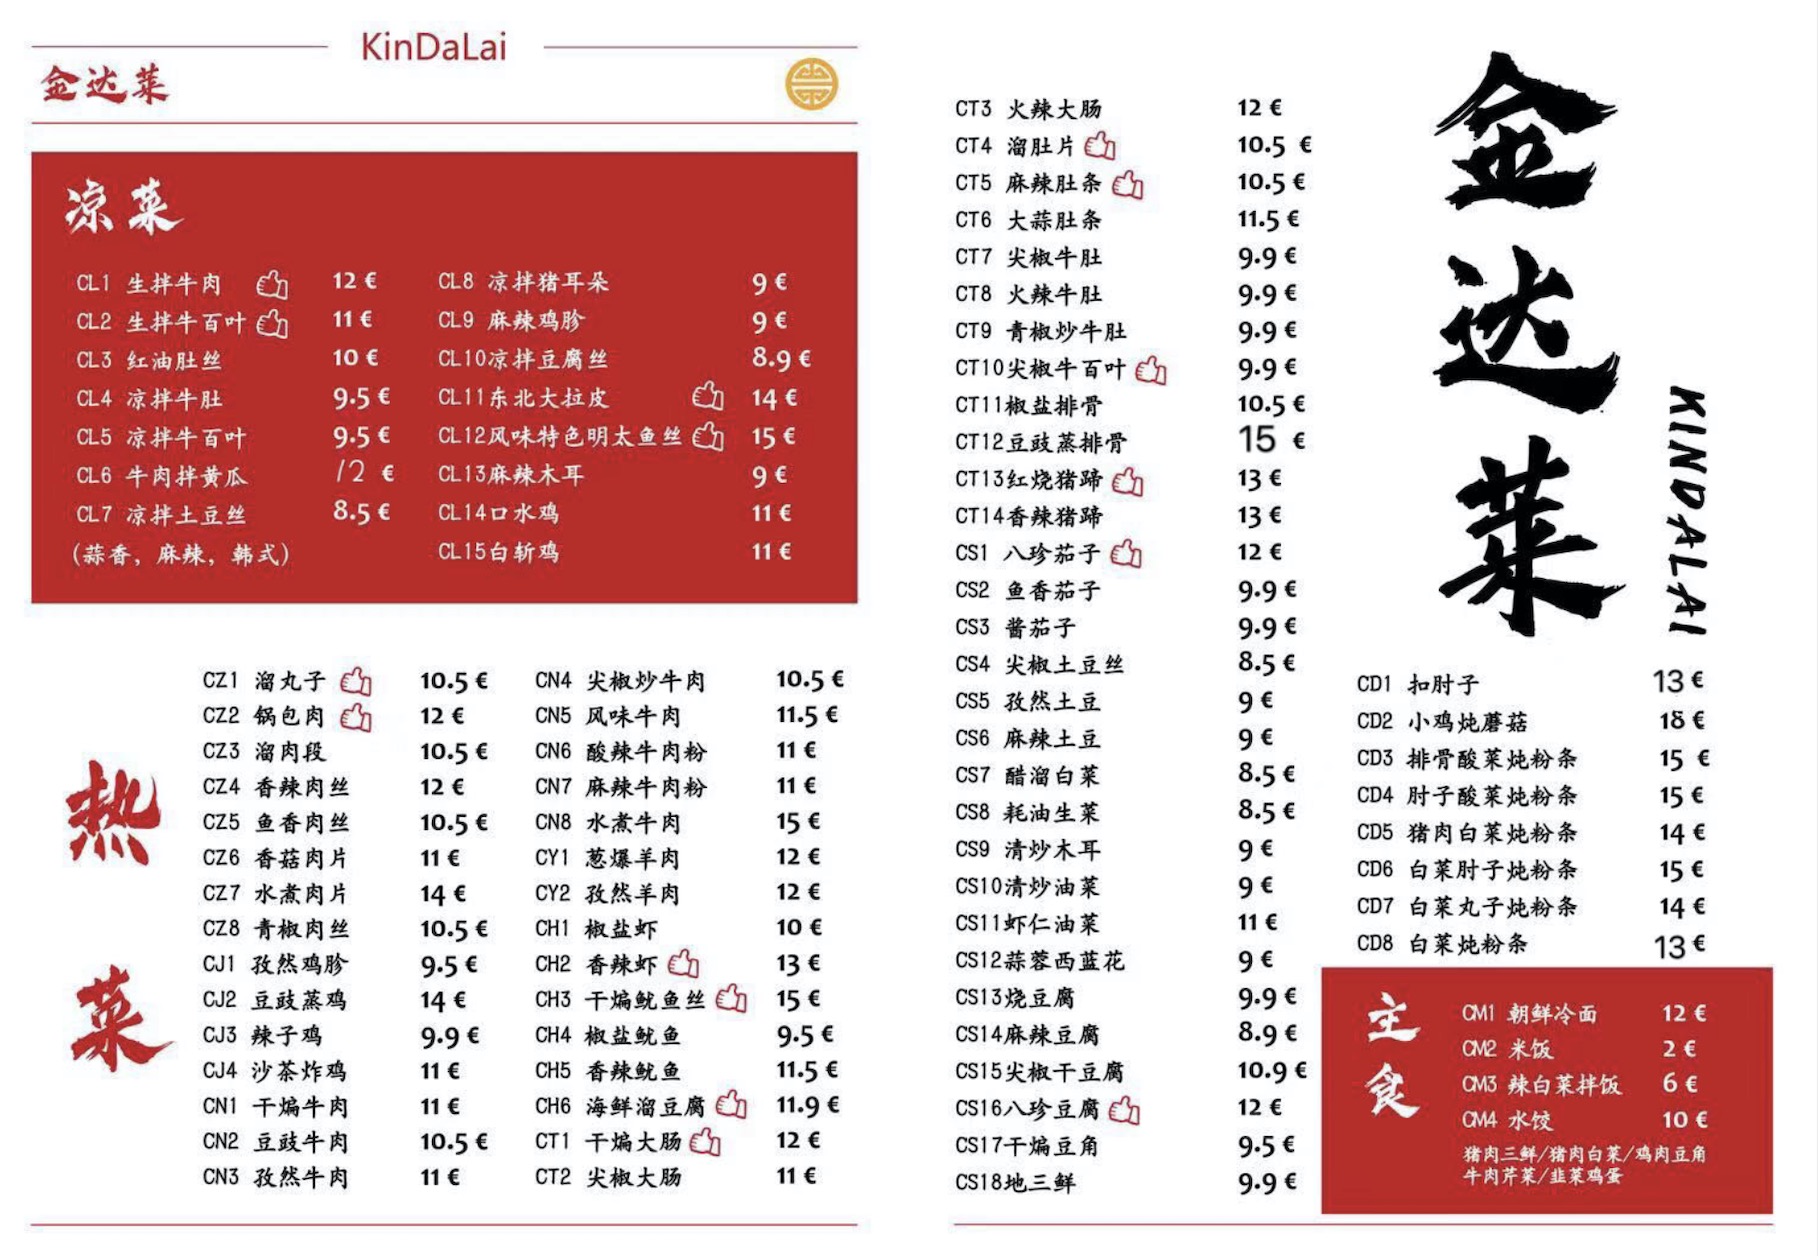 KinDaLai
金达莱
凉菜
CL1 生拌牛肉 12 €
CL2 生拌牛百叶 11 €
CL3 红油肚丝 10 €
CL4 凉拌牛肚 9.5 €
CL5 凉拌牛百叶 9.5 €
CL6 牛肉拌黄瓜 12 €
CL7 凉拌土豆丝 8.5 €
(蒜香，麻辣，韩式)
CL8 凉拌猪耳朵 9 €
CL9 麻辣鸡胗 9 €
CL10凉拌豆腐丝 8.9 €
CL11东北大拉皮 14 €
CL12风味特色明太鱼丝 15 €
CL13麻辣木耳 9 €
CL14口水鸡 11 €
CL15白斩鸡 11 €
热菜
CZ1 溜丸子 10.5 €
CZ2 锅包肉 12 €
CZ3 溜肉段 10.5 €
CZ4 香辣肉丝 12 €
CZ5 鱼香肉丝 10.5 €
CZ6 香菇肉片 11 €
CZ7 水煮肉片 14 €
CZ8 青椒肉丝 10.5 €
CJ1 孜然鸡胗 9.5 €
CJ2 豆豉蒸鸡 14 €
CJ3 辣子鸡 9.9 €
CJ4 沙茶炸鸡 11 €
CN1 干煸牛肉 11 €
CN2 豆豉牛肉 10.5 €
CN3 孜然牛肉 11 €
CN4 尖椒炒牛肉 10.5 €
CN5 风味牛肉 11.5 €
CN6 酸辣牛肉粉 11 €
CN7 麻辣牛肉粉 11 €
CN8 水煮牛肉 15 €
CY1 葱爆羊肉 12 €
CY2 孜然羊肉 12 €
CH1 椒盐虾 10 €
CH2 香辣虾 13 €
CH3 干煸鱿鱼丝 15 €
CH4 椒盐鱿鱼 9.5 €
CH5 香辣鱿鱼 11.5 €
CH6 海鲜溜豆腐 11.9 €
CT1 干煸大肠 12 €
CT2 尖椒大肠 11 €
CT3 火辣大肠 12 €
CT4 溜肚片 10.5 €
CT5 麻辣肚条 10.5 €
CT6 大蒜肚条 11.5 €
CT7 尖椒牛肚 9.9 €
CT8 火辣牛肚 9.9 €
CT9 青椒炒牛肚 9.9 €
CT10尖椒牛百叶 9.9 €
CT11椒盐排骨 10.5 €
CT12豆豉蒸排骨 15 €
CT13红烧猪蹄 13 €
CT14香辣猪蹄 13 €
CS1 八珍茄子 12 €
CS2 鱼香茄子 9.9 €
CS3 酱茄子 9.9 €
CS4 尖椒土豆丝 8.5 €
CS5 孜然土豆 9 €
CS6 麻辣土豆 9 €
CS7 醋溜白菜 8.5 €
CS8 耗油生菜 8.5 €
CS9 清炒木耳 9 €
CS10清炒油菜 9 €
CS11虾仁油菜 11 €
CS12蒜蓉西蓝花 9 €
CS13烧豆腐 9.9 €
CS14麻辣豆腐 8.9 €
CS15尖椒干豆腐 10.9 €
CS16八珍豆腐 12 €
CS17干煸豆角 9.5 €
CS18地三鲜 9.9 €
金达莱
KINDALAI
CD1 扣肘子 13 €
CD2 小鸡炖蘑菇 18 €
CD3 排骨酸菜炖粉条 15 €
CD4 肘子酸菜炖粉条 15 €
CD5 猪肉白菜炖粉条 14 €
CD6 白菜肘子炖粉条 15 €
CD7 白菜丸子炖粉条 14 €
CD8 白菜炖粉条 13 €
主食
CM1 朝鲜冷面 12 €
CM2 米饭 2 €
CM3 辣白菜拌饭 6 €
CM4 水饺 10 €
猪肉三鲜/猪肉白菜/鸡肉豆角
牛肉芹菜/韭菜鸡蛋